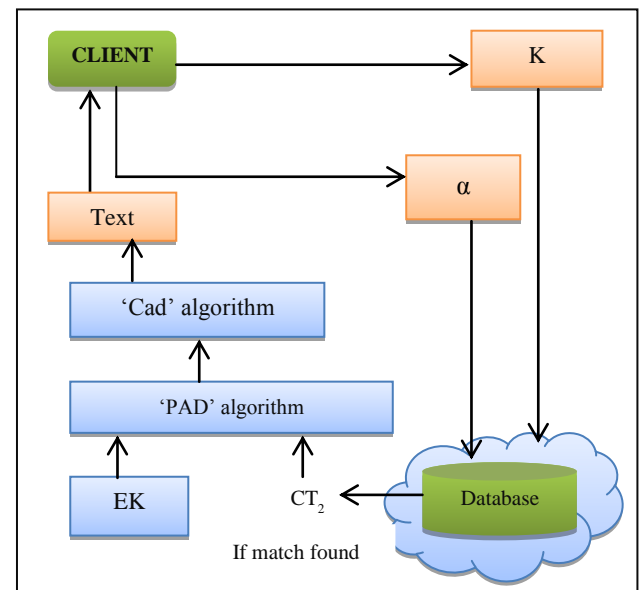 CLIENT
K
α
Text
‘Cad’ algorithm
‘PAD’ algorithm
EK
CT₂
Database
If match found